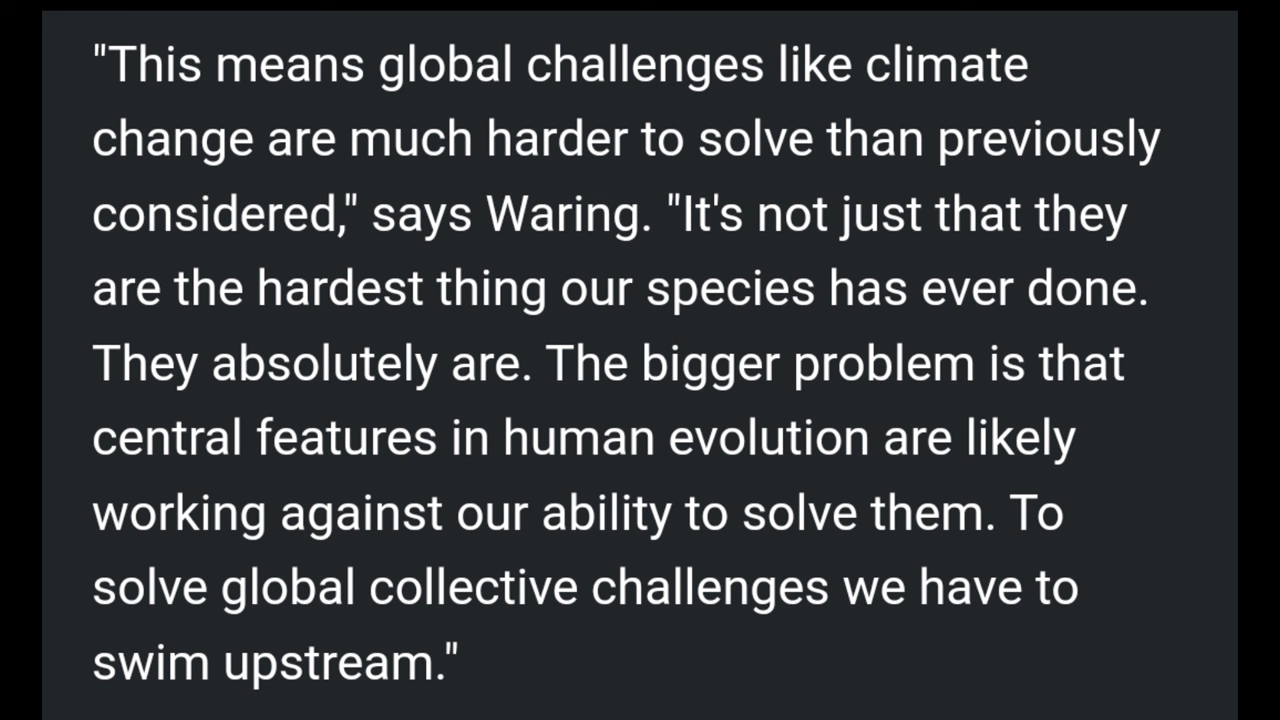 "This means global challenges like climate
change are much harder to solve than previously
considered," says Waring. "It's not just that they
are the hardest thing our species has ever done.
They absolutely are. The bigger problem is that
central features in human evolution are likely
working against our ability to solve them. To
solve global collective challenges we have to
swim upstream."